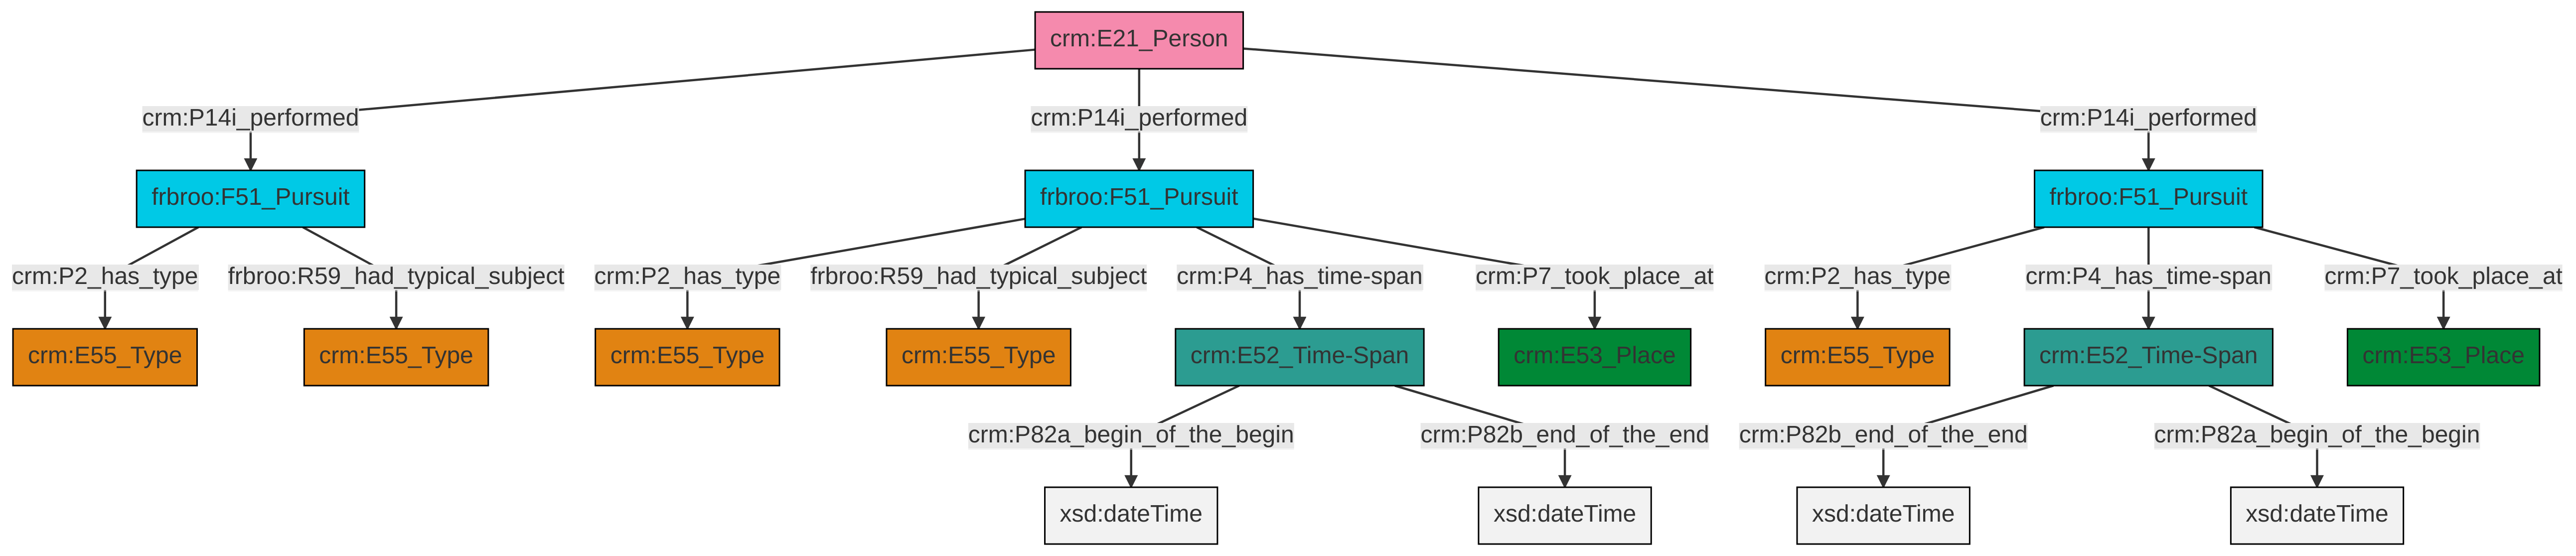 crm:E21_Person
crm:P14i_performed
crm:P14i_performed
crm:P14i_performed
frbroo:F51_Pursuit
frbroo:F51_Pursuit
frbroo:F51_Pursuit
crm:P2_has_type
frbroo:R59_had_typical_subject
crm:P2_has_type
frbroo:R59_had_typical_subject
crm:P4_has_time-span
crm:P7_took_place_at
crm:P2_has_type
crm:P4_has_time-span
crm:P7_took_place_at
crm:E55_Type
crm:E55_Type
crm:E55_Type
crm:E55_Type
crm:E52_Time-Span
crm:E53_Place
crm:E55_Type
crm:E52_Time-Span
crm:E53_Place
crm:P82a_begin_of_the_begin
crm:P82b_end_of_the_end
crm:P82b_end_of_the_end
crm:P82a_begin_of_the_begin
xsd:dateTime
xsd:dateTime
xsd:dateTime
xsd:dateTime